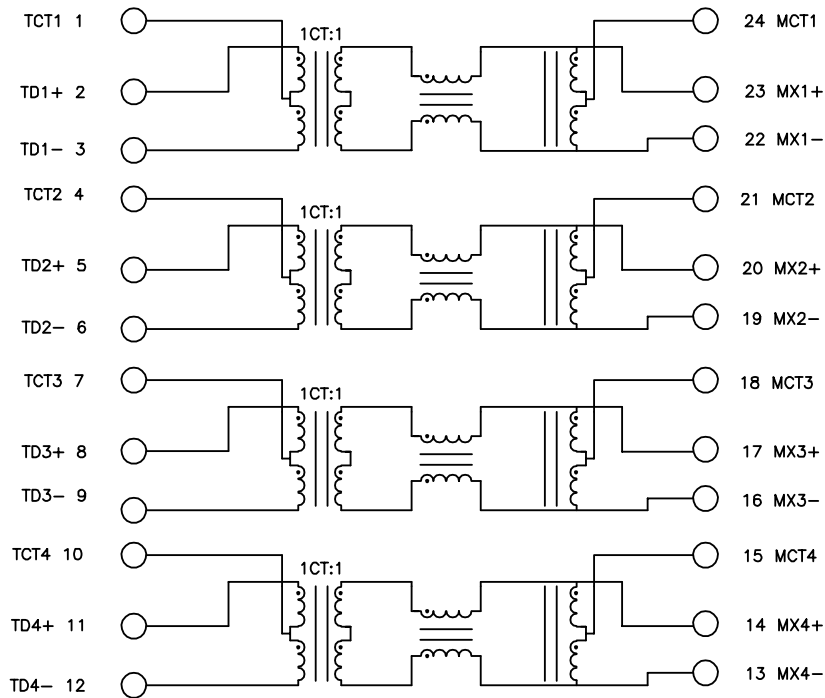 TCT1 1
1CT:1
24 MCT1
TD1+ 2
23 MX1+
TD1− 3
22 MX1−
TCT2 4
1CT:1
21 MCT2
TD2+ 5
20 MX2+
TD2− 6
19 MX2−
TCT3 7
1CT:1
18 MCT3
TD3+ 8
17 MX3+
TD3− 9
16 MX3−
TCT4 10
1CT:1
15 MCT4
TD4+ 11
14 MX4+
TD4− 12
13 MX4−